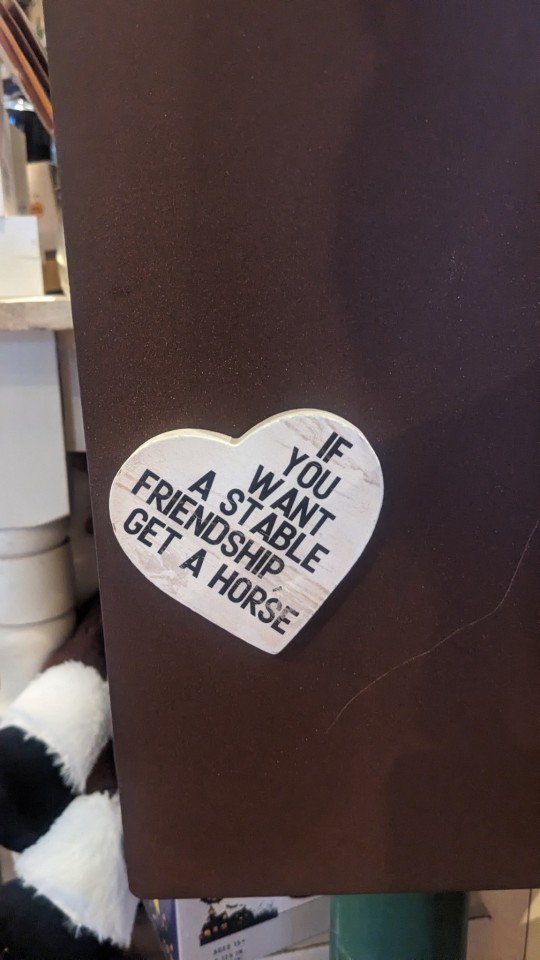 IF
YOU
WANT
A STABLE
FRIENDSHIP,
GET A HORSE